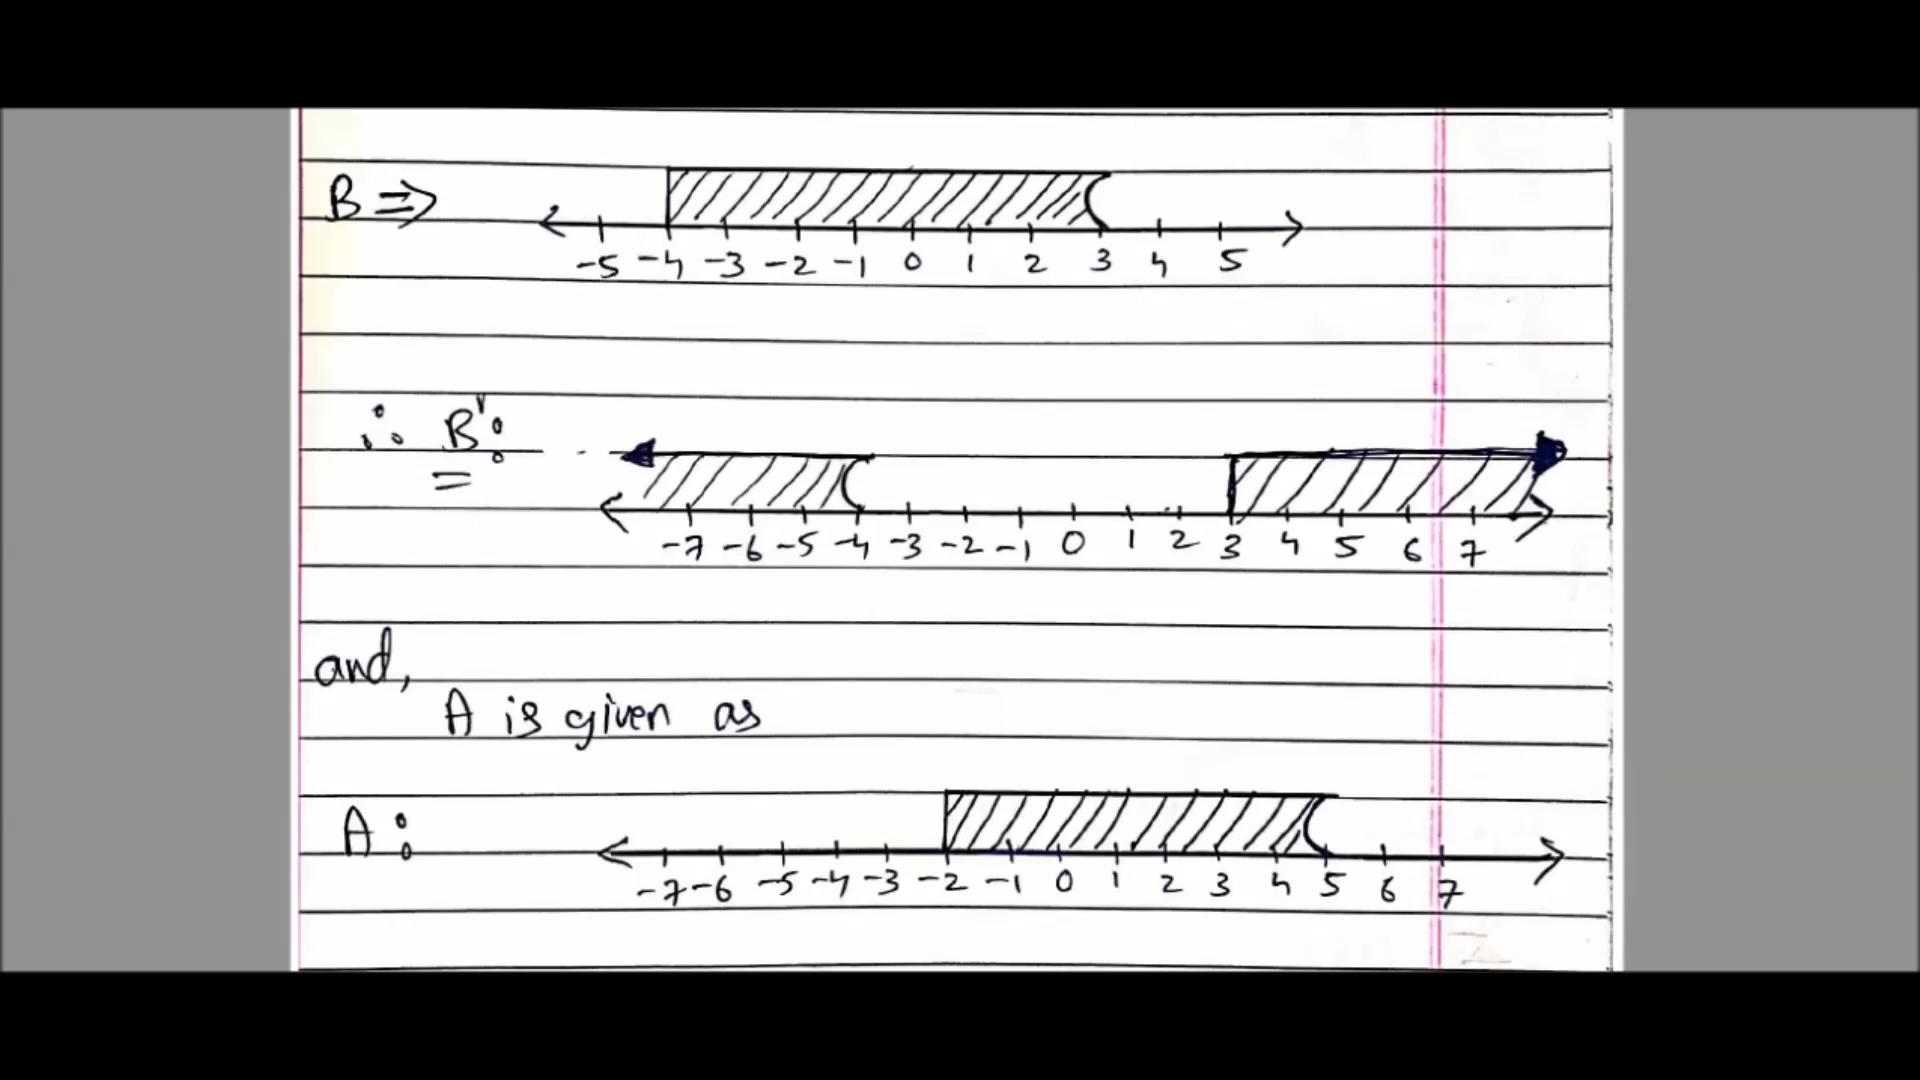 B ⇒
-5 -4 -3 -2 -1 0 1 2 3 4 5
∴ B':
=
-7 -6 -5 -4 -3 -2 -1 0 1 2 3 4 5 6 7
and,
A is given as
A:
-7 -6 -5 -4 -3 -2 -1 0 1 2 3 4 5 6 7